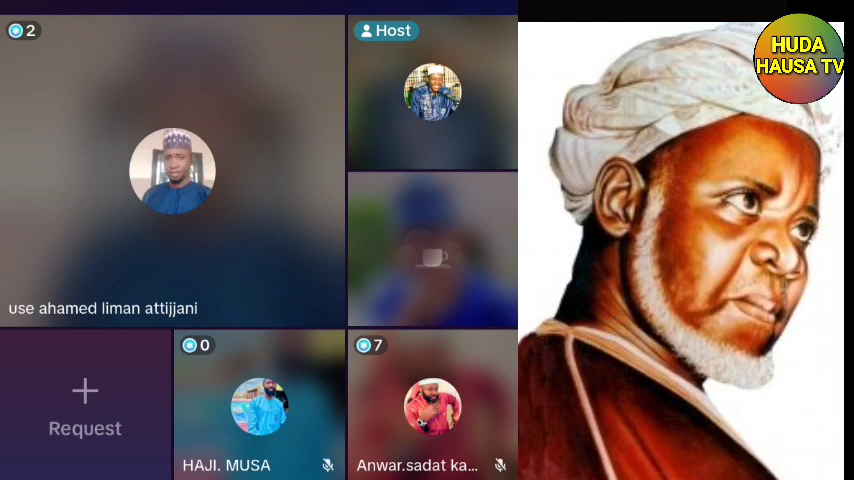 2
Host
HUDA
HAUSA TV
use ahamed liman attijjani
0
7
Request
HAJI. MUSA
Anwar.sadat ka...